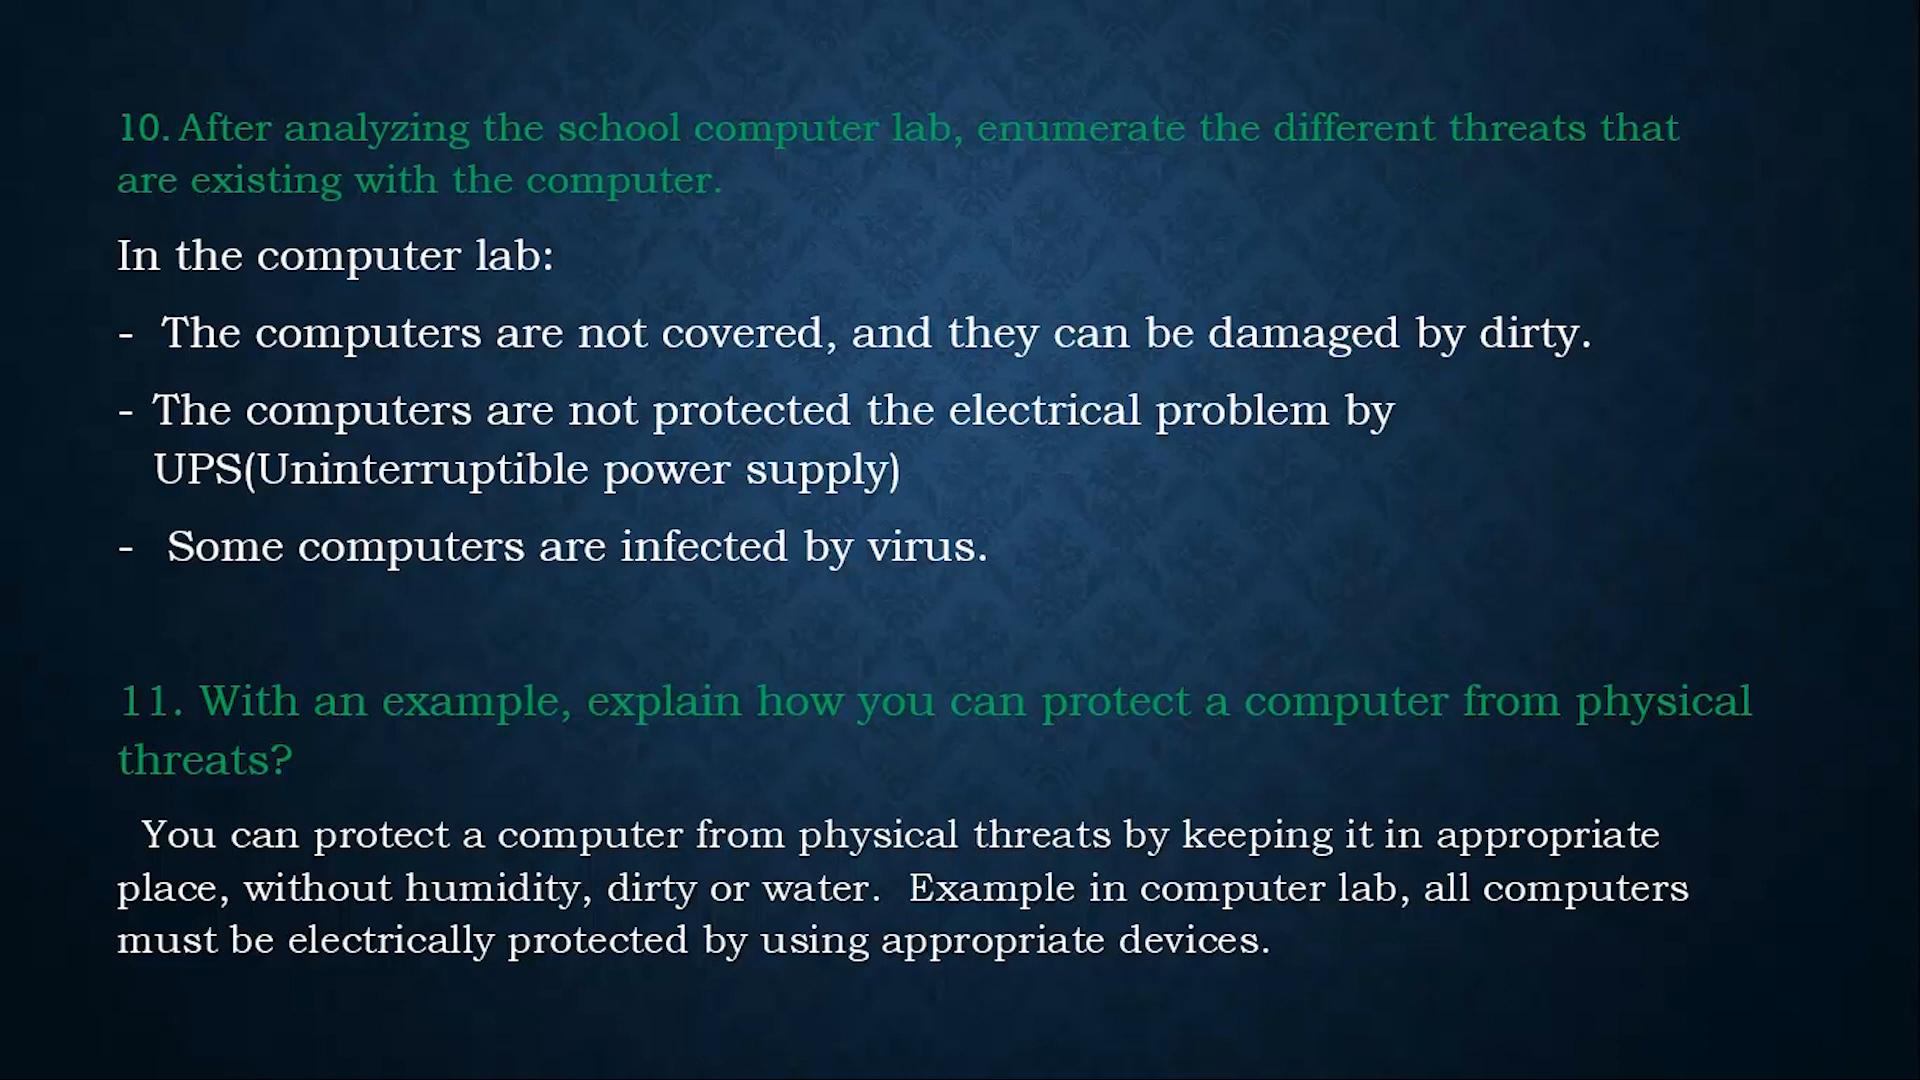 10. After analyzing the school computer lab, enumerate the different threats that
are existing with the computer.
In the computer lab:
- The computers are not covered, and they can be damaged by dirty.
- The computers are not protected the electrical problem by
UPS(Uninterruptible power supply)
- Some computers are infected by virus.
11. With an example, explain how you can protect a computer from physical
threats?
You can protect a computer from physical threats by keeping it in appropriate
place, without humidity, dirty or water. Example in computer lab, all computers
must be electrically protected by using appropriate devices.